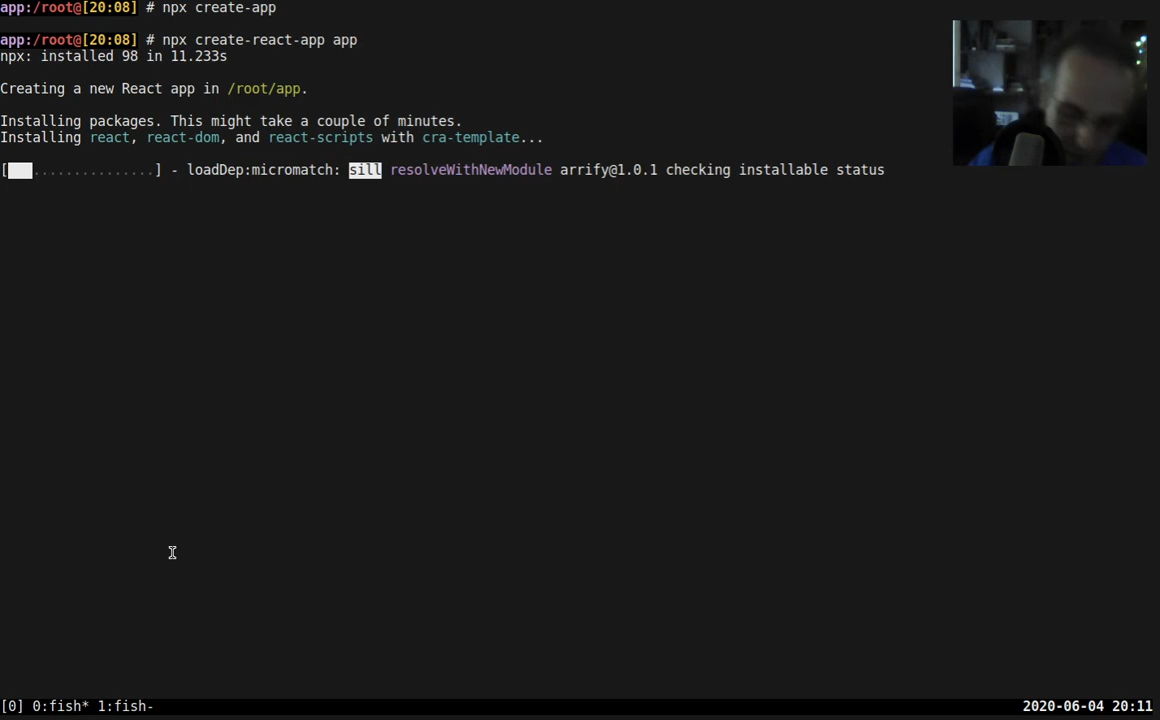 app:/root@[20:08] # npx create-app
app:/root@[20:08] # npx create-react-app app
npx: installed 98 in 11.233s
Creating a new React app in /root/app.
Installing packages. This might take a couple of minutes.
Installing react, react-dom, and react-scripts with cra-template...
[ ...............] - loadDep:micromatch: sill resolveWithNewModule arrify@1.0.1 checking installable status
[0] 0:fish* 1:fish- 2020-06-04 20:11